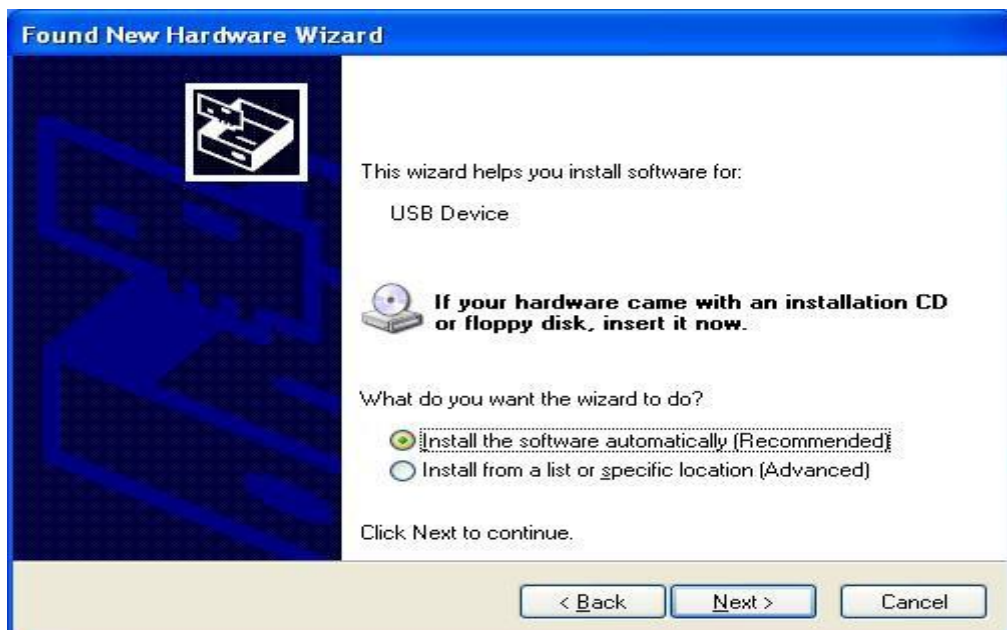 Found New Hardware Wizard
This wizard helps you install software for:
USB Device
If your hardware came with an installation CD
or floppy disk, insert it now.
What do you want the wizard to do?
Install the software automatically (Recommended)
Install from a list or specific location (Advanced)
Click Next to continue.
< Back
Next >
Cancel